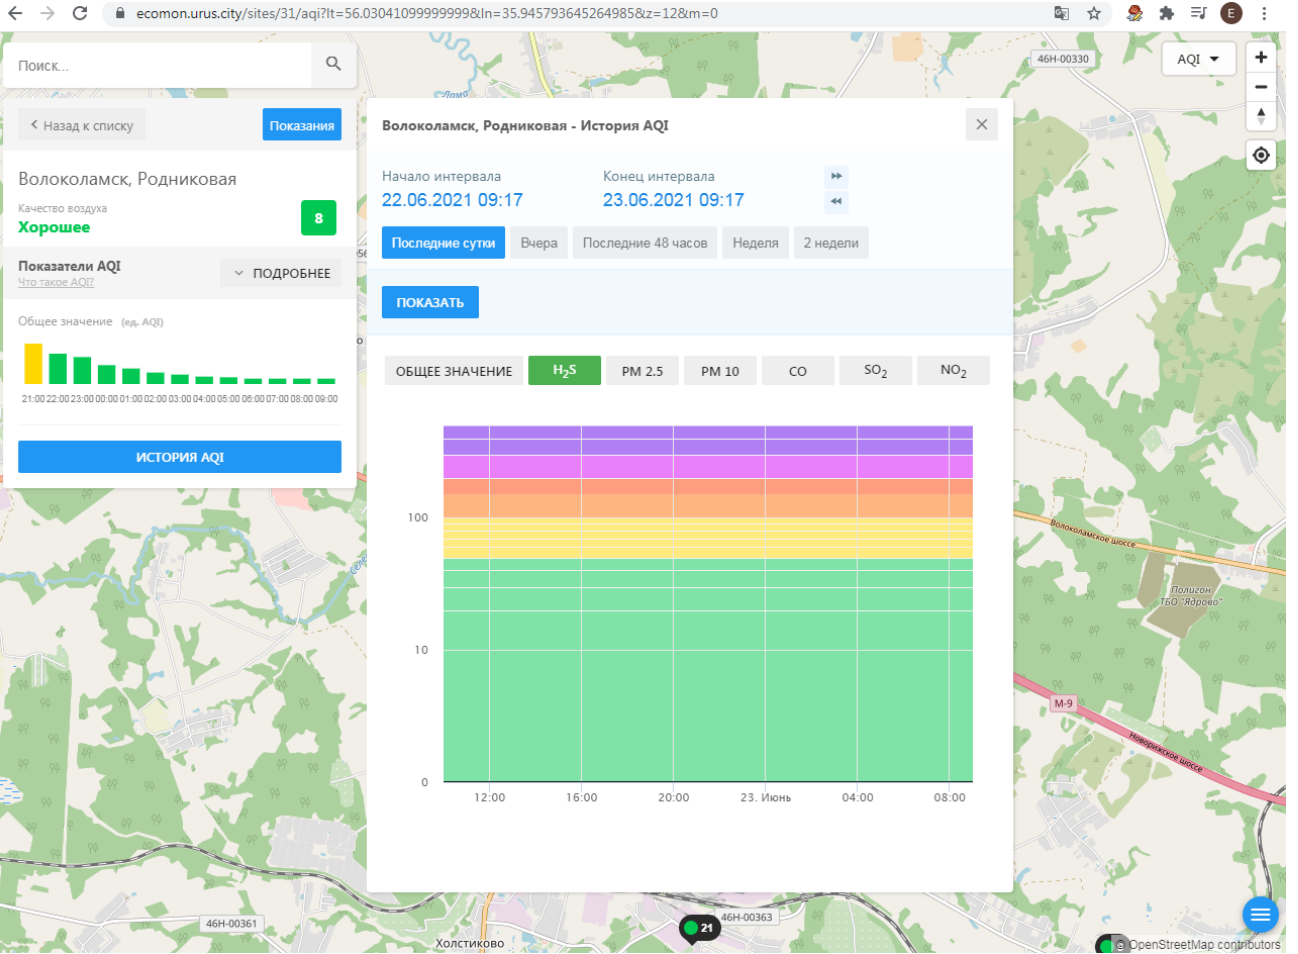 ecomon.urus.city/sites/31/aqi?lt=56.03041099999999&ln=35.945793645264985&z=12&m=0
E
Поиск...
46Н-00330
AQI
Назад к списку
Показания
Волоколамск, Родниковая
Качество воздуха
Хорошее
8
Показатели AQI
Что такое AQI?
ПОДРОБНЕЕ
Общее значение (ед. AQI)
21:00 22:00 23:00 00:00 01:00 02:00 03:00 04:00 05:00 06:00 07:00 08:00 09:00
ИСТОРИЯ AQI
Волоколамск, Родниковая - История AQI
Начало интервала
22.06.2021 09:17
Конец интервала
23.06.2021 09:17
Последние сутки
Вчера
Последние 48 часов
Неделя
2 недели
ПОКАЗАТЬ
ОБЩЕЕ ЗНАЧЕНИЕ
H2S
PM 2.5
PM 10
CO
SO2
NO2
100
10
0
12:00
16:00
20:00
23. Июнь
04:00
08:00
Лама
Волоколамское шоссе
Полигон
ТБО "Ядрово"
М-9
Новорижское шоссе
46Н-00361
Холстиково
21
46Н-00363
© OpenStreetMap contributors